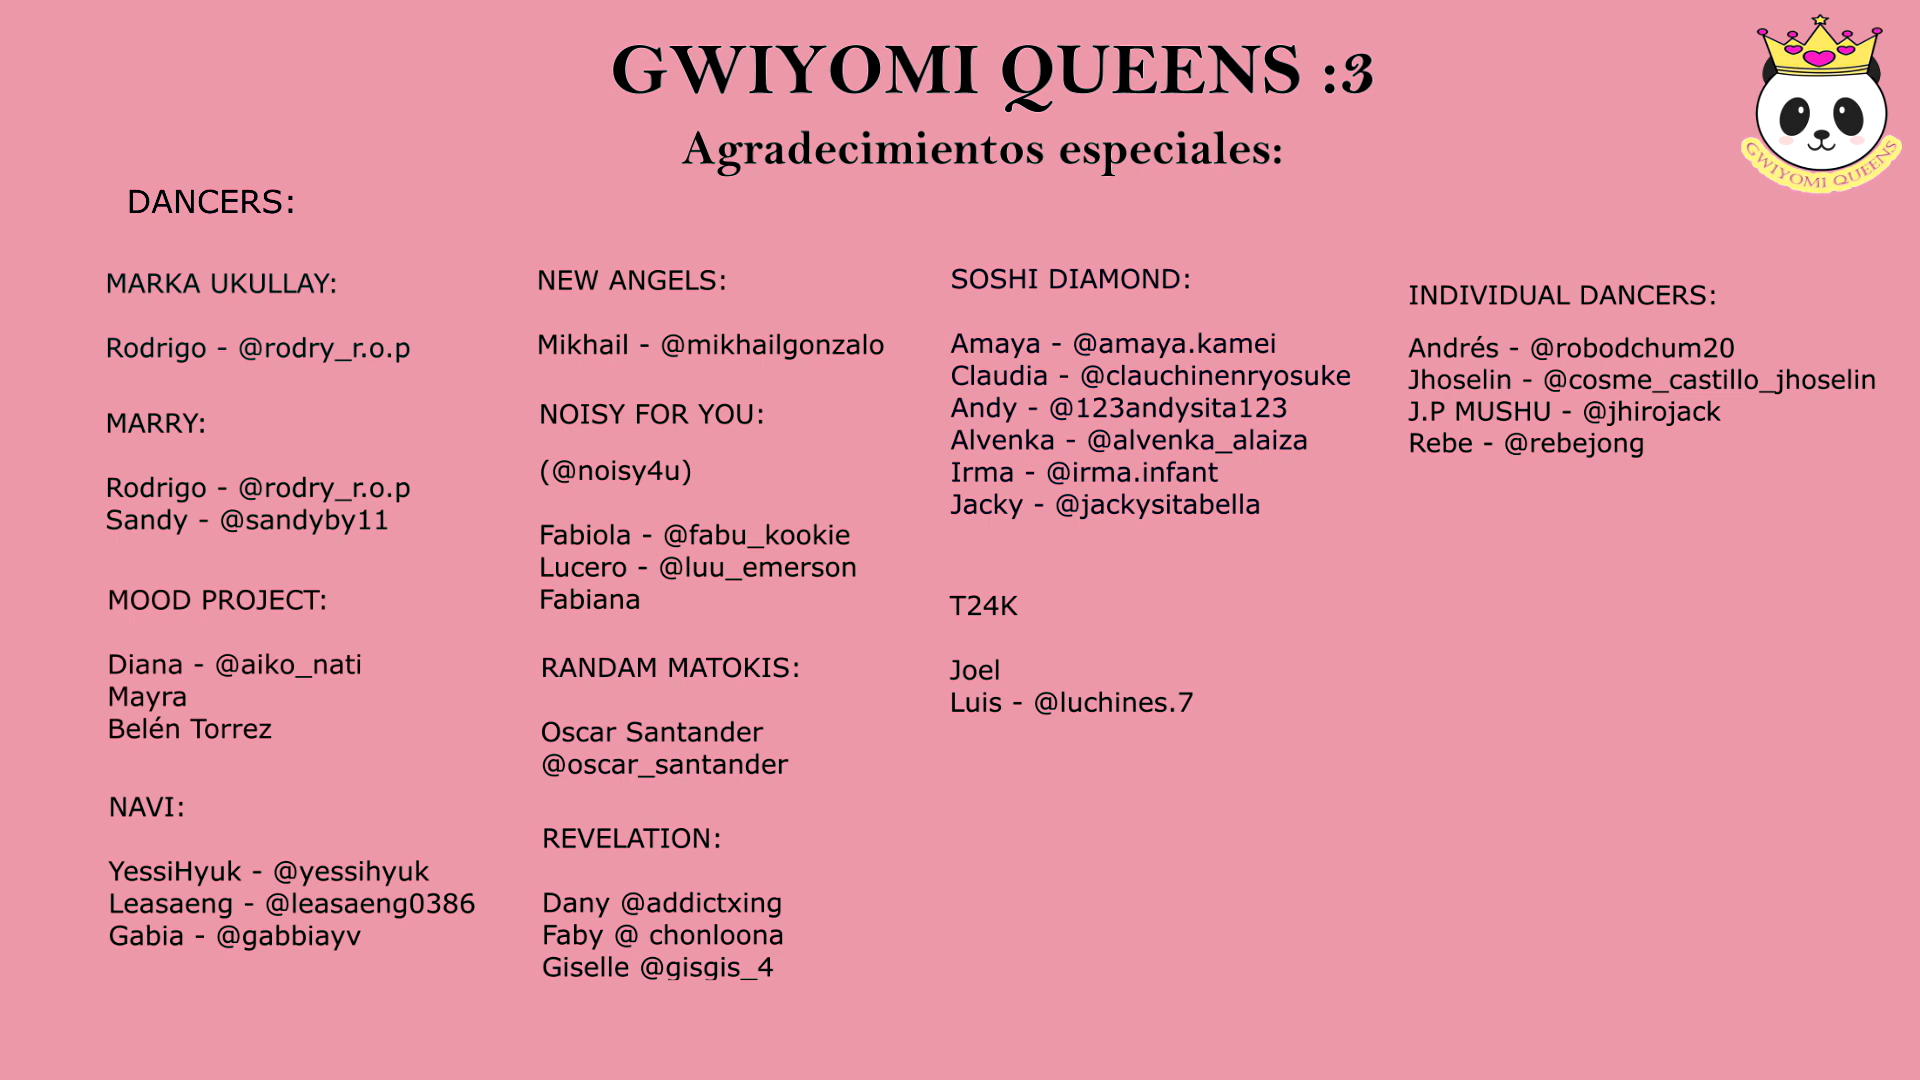 GWIYOMI QUEENS :3
Agradecimientos especiales:
GWIYOMI QUEENS
DANCERS:
MARKA UKULLAY:
Rodrigo - @rodry_r.o.p
MARRY:
Rodrigo - @rodry_r.o.p
Sandy - @sandyby11
MOOD PROJECT:
Diana - @aiko_nati
Mayra
Belén Torrez
NAVI:
YessiHyuk - @yessihyuk
Leasaeng - @leasaeng0386
Gabia - @gabbiayv
NEW ANGELS:
Mikhail - @mikhailgonzalo
NOISY FOR YOU:
(@noisy4u)
Fabiola - @fabu_kookie
Lucero - @luu_emerson
Fabiana
RANDAM MATOKIS:
Oscar Santander
@oscar_santander
REVELATION:
Dany @addictxing
Faby @ chonloona
Giselle @gisgis_4
SOSHI DIAMOND:
Amaya - @amaya.kamei
Claudia - @clauchinenryosuke
Andy - @123andysita123
Alvenka - @alvenka_alaiza
Irma - @irma.infant
Jacky - @jackysitabella
T24K
Joel
Luis - @luchines.7
INDIVIDUAL DANCERS:
Andrés - @robodchum20
Jhoselin - @cosme_castillo_jhoselin
J.P MUSHU - @jhirojack
Rebe - @rebejong